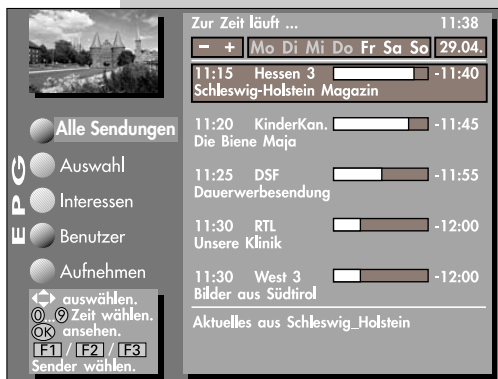 Zur Zeit läuft ... 11:38
− + Mo Di Mi Do Fr Sa So 29.04.
11:15 Hessen 3 -11:40
Schleswig-Holstein Magazin
11:20 KinderKan. -11:45
Die Biene Maja
11:25 DSF -11:55
Dauerwerbesendung
11:30 RTL -12:00
Unsere Klinik
11:30 West 3 -12:00
Bilder aus Südtirol
Aktuelles aus Schleswig_Holstein
EPG
Alle Sendungen
Auswahl
Interessen
Benutzer
Aufnehmen
auswählen.
0...9 Zeit wählen.
OK ansehen.
F1 / F2 / F3
Sender wählen.